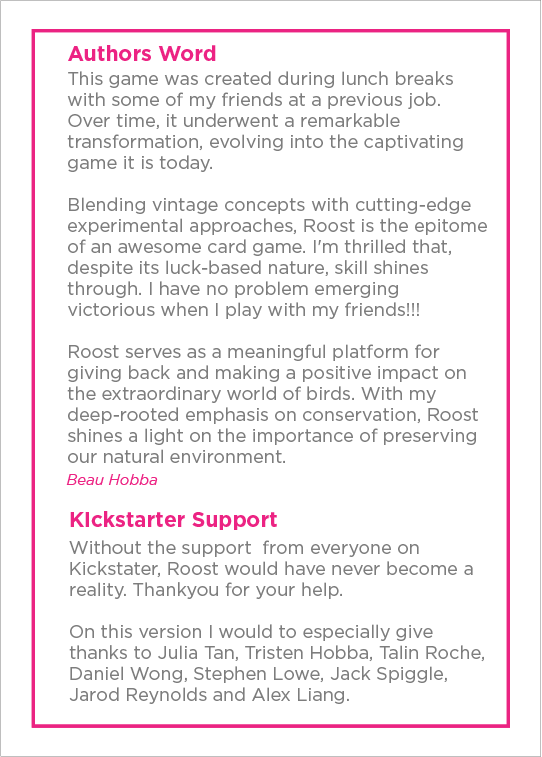 Authors Word
This game was created during lunch breaks
with some of my friends at a previous job.
Over time, it underwent a remarkable
transformation, evolving into the captivating
game it is today.
Blending vintage concepts with cutting-edge
experimental approaches, Roost is the epitome
of an awesome card game. I'm thrilled that,
despite its luck-based nature, skill shines
through. I have no problem emerging
victorious when I play with my friends!!!
Roost serves as a meaningful platform for
giving back and making a positive impact on
the extraordinary world of birds. With my
deep-rooted emphasis on conservation, Roost
shines a light on the importance of preserving
our natural environment.
Beau Hobba
KIckstarter Support
Without the support  from everyone on
Kickstater, Roost would have never become a
reality. Thankyou for your help.
On this version I would to especially give
thanks to Julia Tan, Tristen Hobba, Talin Roche,
Daniel Wong, Stephen Lowe, Jack Spiggle,
Jarod Reynolds and Alex Liang.